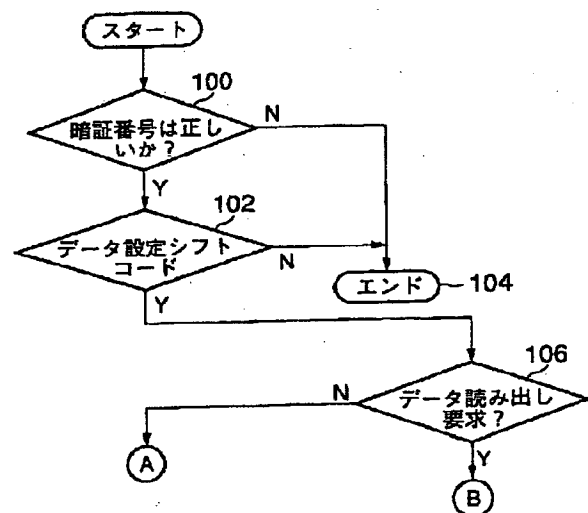 スタート
100
暗証番号は正し
いか?
N
Y
102
データ設定シフト
コード
N
エンド
104
Y
106
データ読み出し
要求?
N
A
Y
B